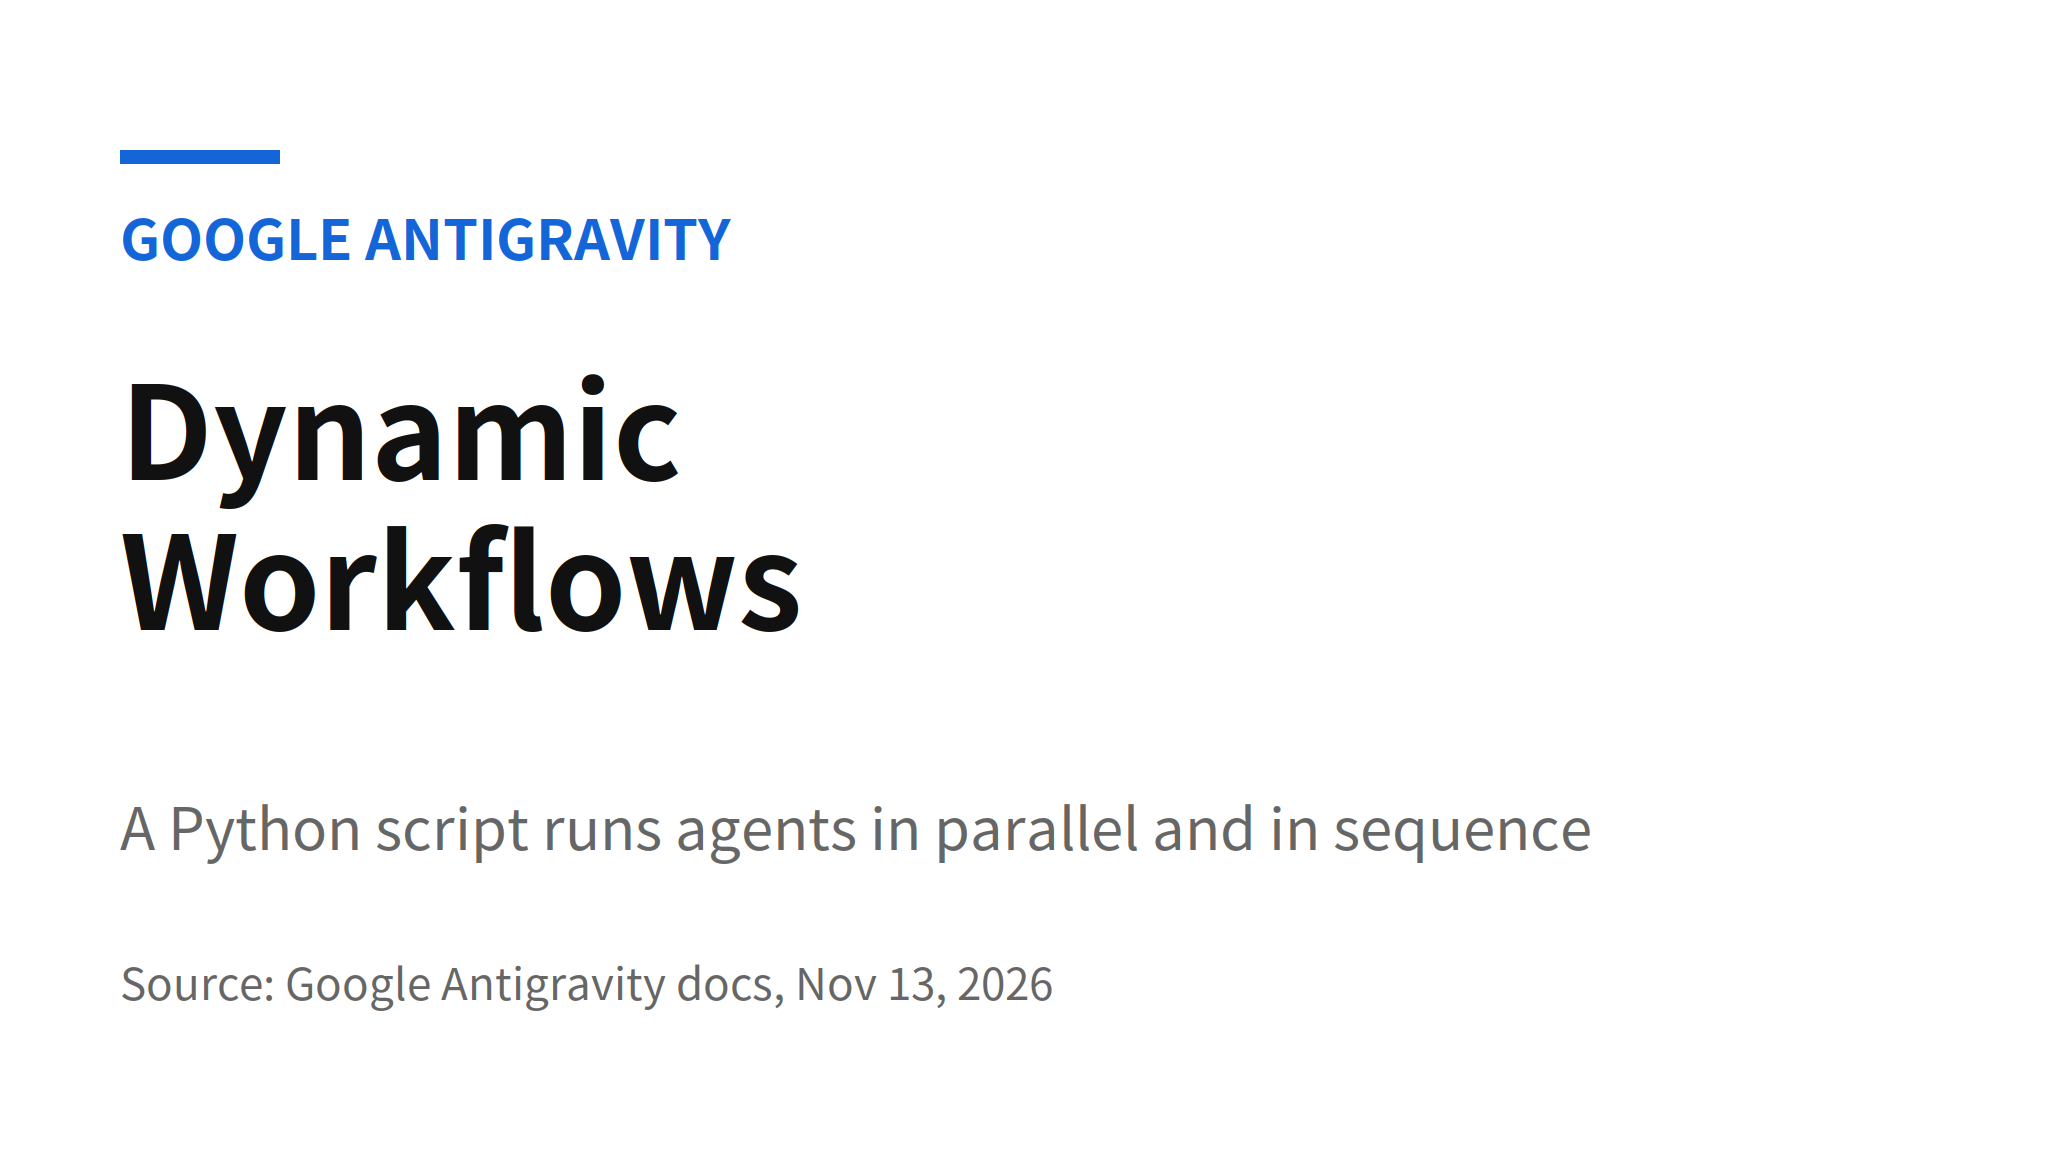 GOOGLE ANTIGRAVITY
Dynamic
Workflows
A Python script runs agents in parallel and in sequence
Source: Google Antigravity docs, Nov 13, 2026